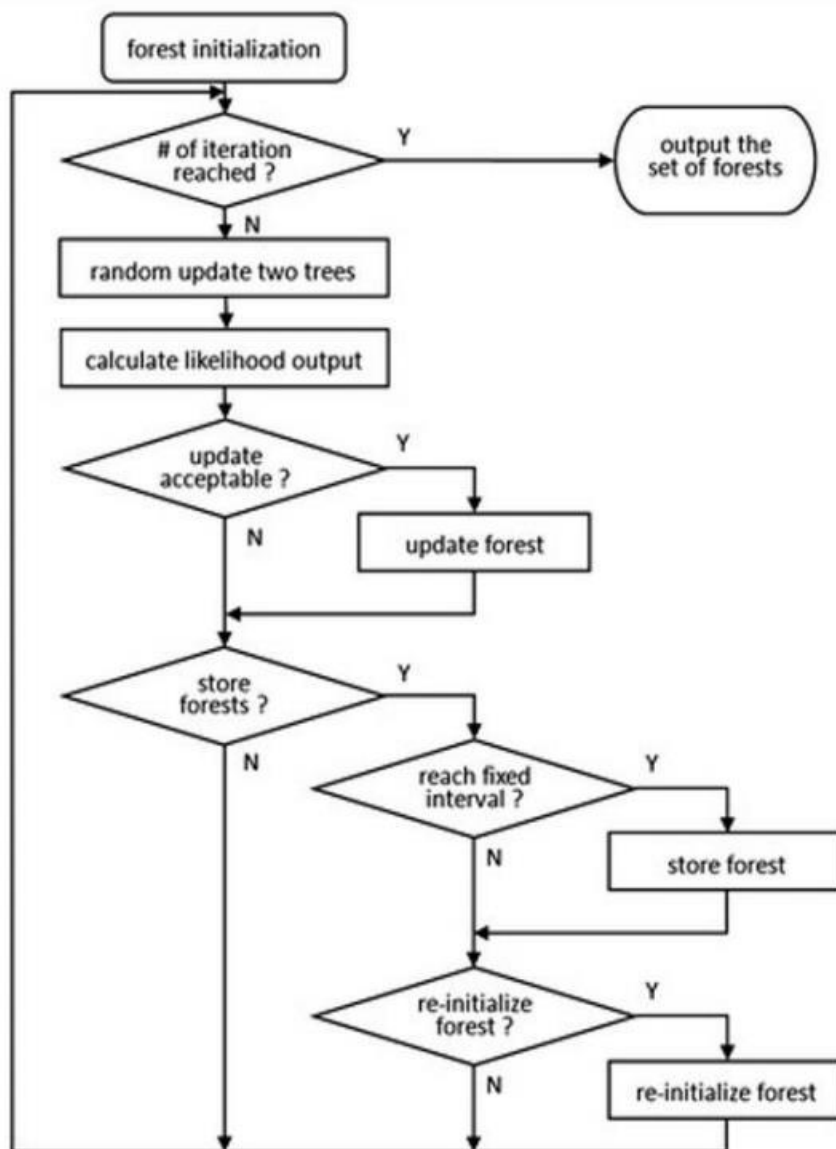 forest initialization
# of iteration
reached ?
Y
output the
set of forests
N
random update two trees
calculate likelihood output
update
acceptable ?
Y
N
update forest
store
forests ?
Y
N
reach fixed
interval ?
Y
N
store forest
re-initialize
forest ?
Y
N
re-initialize forest